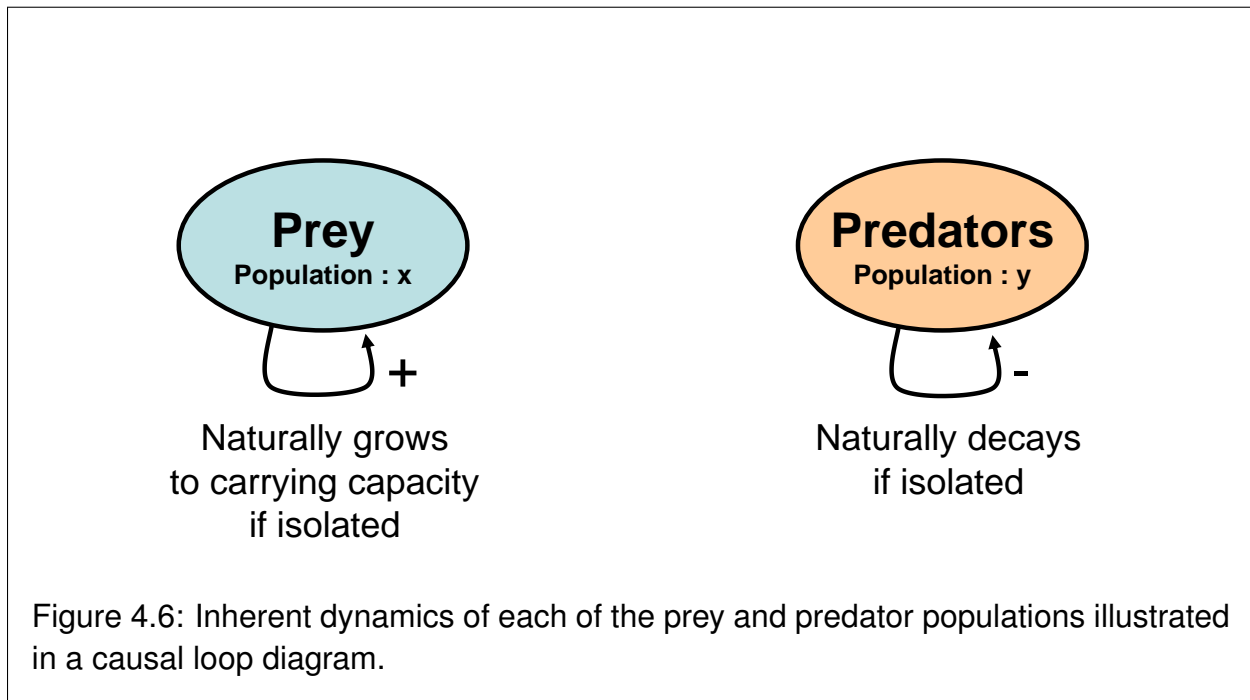 Prey
Population : x
+
Naturally grows
to carrying capacity
if isolated
Predators
Population : y
-
Naturally decays
if isolated
Figure 4.6: Inherent dynamics of each of the prey and predator populations illustrated
in a causal loop diagram.